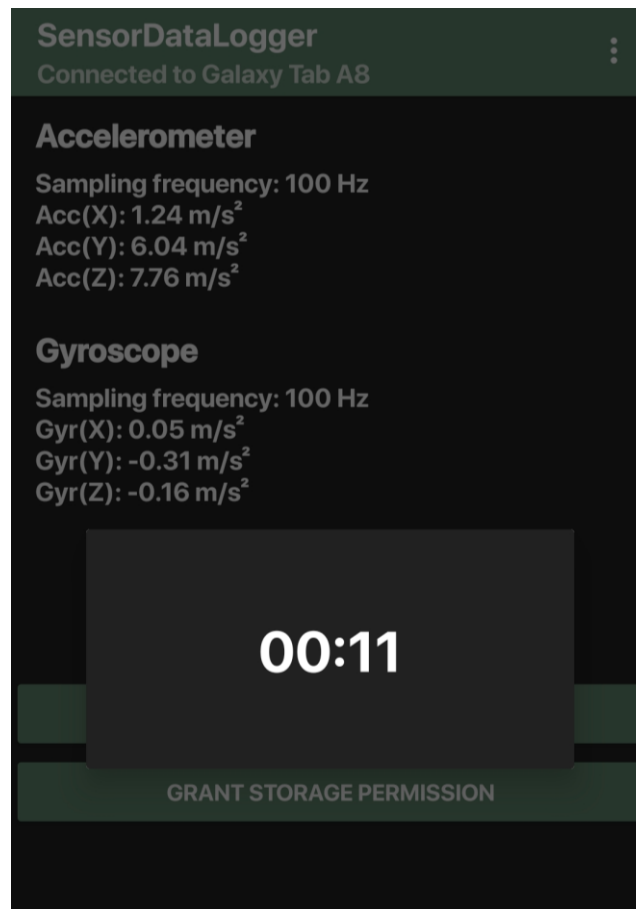 SensorDataLogger
Connected to Galaxy Tab A8
Accelerometer
Sampling frequency: 100 Hz
Acc(X): 1.24 m/s²
Acc(Y): 6.04 m/s²
Acc(Z): 7.76 m/s²
Gyroscope
Sampling frequency: 100 Hz
Gyr(X): 0.05 m/s²
Gyr(Y): -0.31 m/s²
Gyr(Z): -0.16 m/s²
00:11
GRANT STORAGE PERMISSION